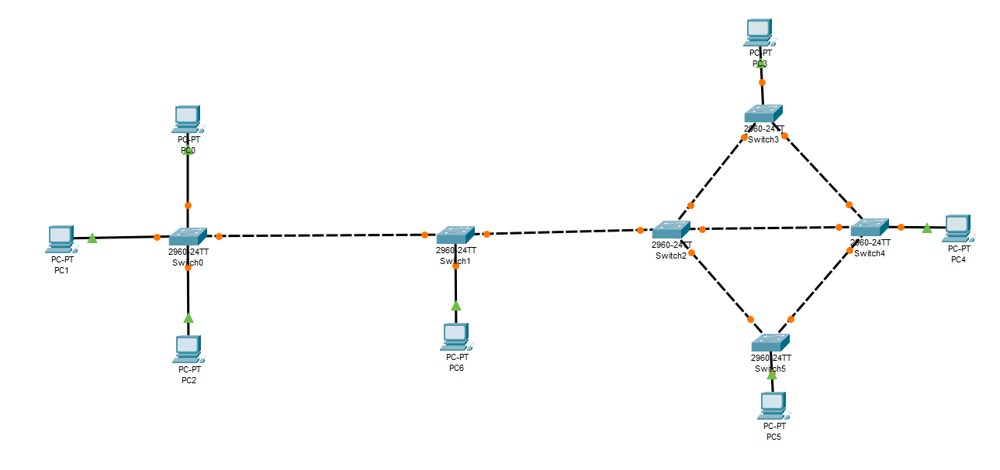 PC-PT
PC3
2960-24TT
Switch3
PC-PT
PC0
PC-PT
PC1
2960-24TT
Switch0
2960-24TT
Switch1
2960-24TT
Switch2
2960-24TT
Switch4
PC-PT
PC4
PC-PT
PC2
PC-PT
PC6
2960-24TT
Switch5
PC-PT
PC5